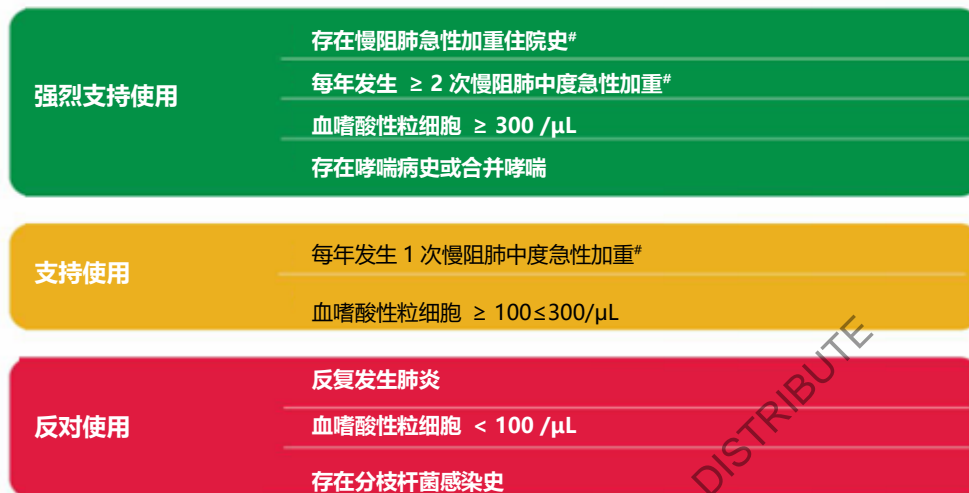 强烈支持使用
存在慢阻肺急性加重住院史#
每年发生 ≥ 2 次慢阻肺中度急性加重#
血嗜酸性粒细胞 ≥ 300 /μL
存在哮喘病史或合并哮喘
支持使用
每年发生 1 次慢阻肺中度急性加重#
血嗜酸性粒细胞 ≥ 100≤300/μL
反对使用
反复发生肺炎
血嗜酸性粒细胞 < 100 /μL
存在分枝杆菌感染史
DISTRIBUTE